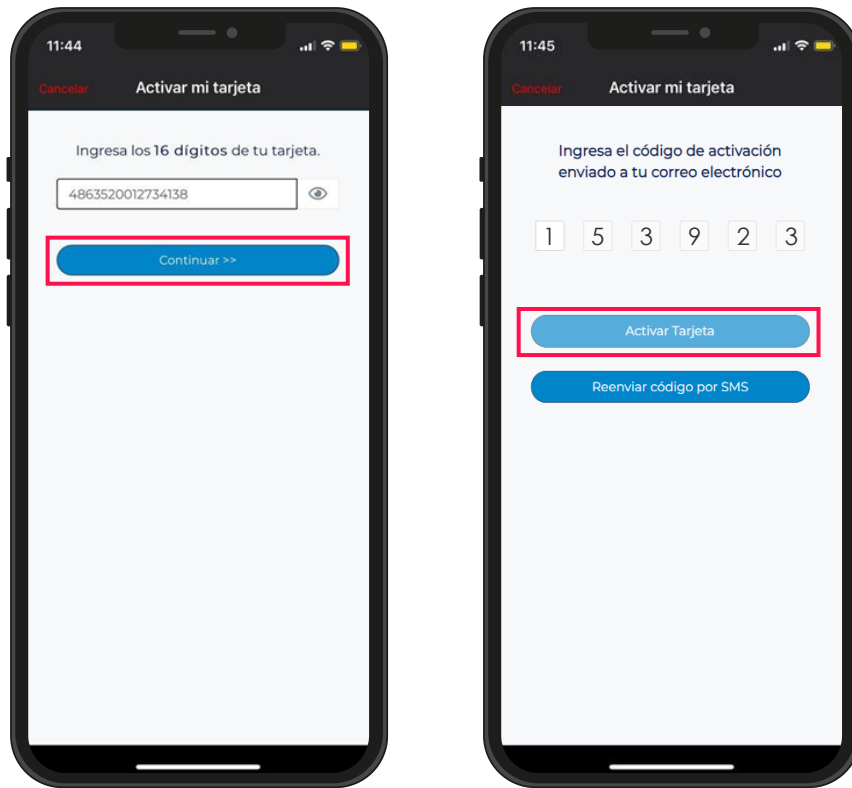 11:44
Cancelar Activar mi tarjeta
Ingresa los 16 dígitos de tu tarjeta.
4863520012734138
Continuar >>
11:45
Cancelar Activar mi tarjeta
Ingresa el código de activación
enviado a tu correo electrónico
1 5 3 9 2 3
Activar Tarjeta
Reenviar código por SMS